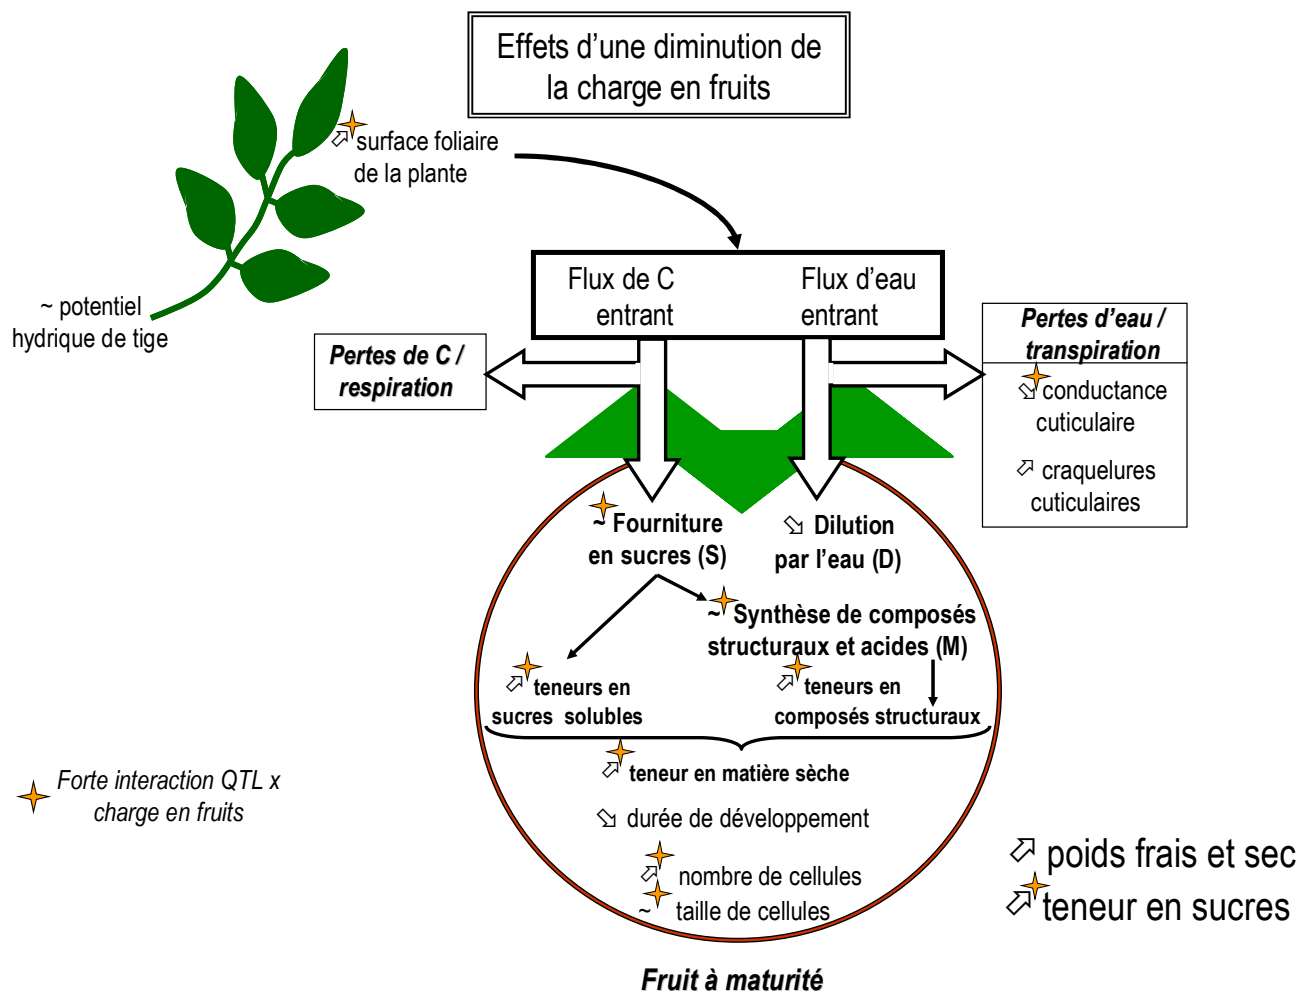 Effets d’une diminution de
la charge en fruits
surface foliaire
de la plante
~ potentiel
hydrique de tige
Flux de C
entrant
Flux d’eau
entrant
Pertes de C /
respiration
Pertes d’eau /
transpiration
conductance
cuticulaire
craquelures
cuticulaires
~ Fourniture
en sucres (S)
Dilution
par l’eau (D)
~ Synthèse de composés
structuraux et acides (M)
teneurs en
sucres solubles
teneurs en
composés structuraux
teneur en matière sèche
durée de développement
nombre de cellules
~ taille de cellules
Forte interaction QTL x
charge en fruits
poids frais et sec
teneur en sucres
Fruit à maturité